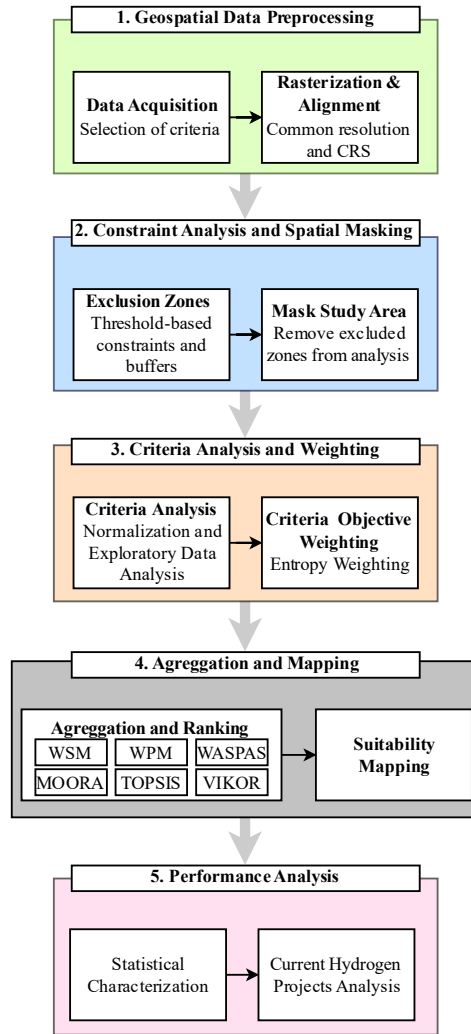 1. Geospatial Data Preprocessing
Data Acquisition
Selection of criteria
Rasterization &
Alignment
Common resolution
and CRS
2. Constraint Analysis and Spatial Masking
Exclusion Zones
Threshold-based
constraints and
buffers
Mask Study Area
Remove excluded
zones from analysis
3. Criteria Analysis and Weighting
Criteria Analysis
Normalization and
Exploratory Data
Analysis
Criteria Objective
Weighting
Entropy Weighting
4. Agreggation and Mapping
Agreggation and Ranking
WSM
WPM
WASPAS
MOORA
TOPSIS
VIKOR
Suitability
Mapping
5. Performance Analysis
Statistical
Characterization
Current Hydrogen
Projects Analysis